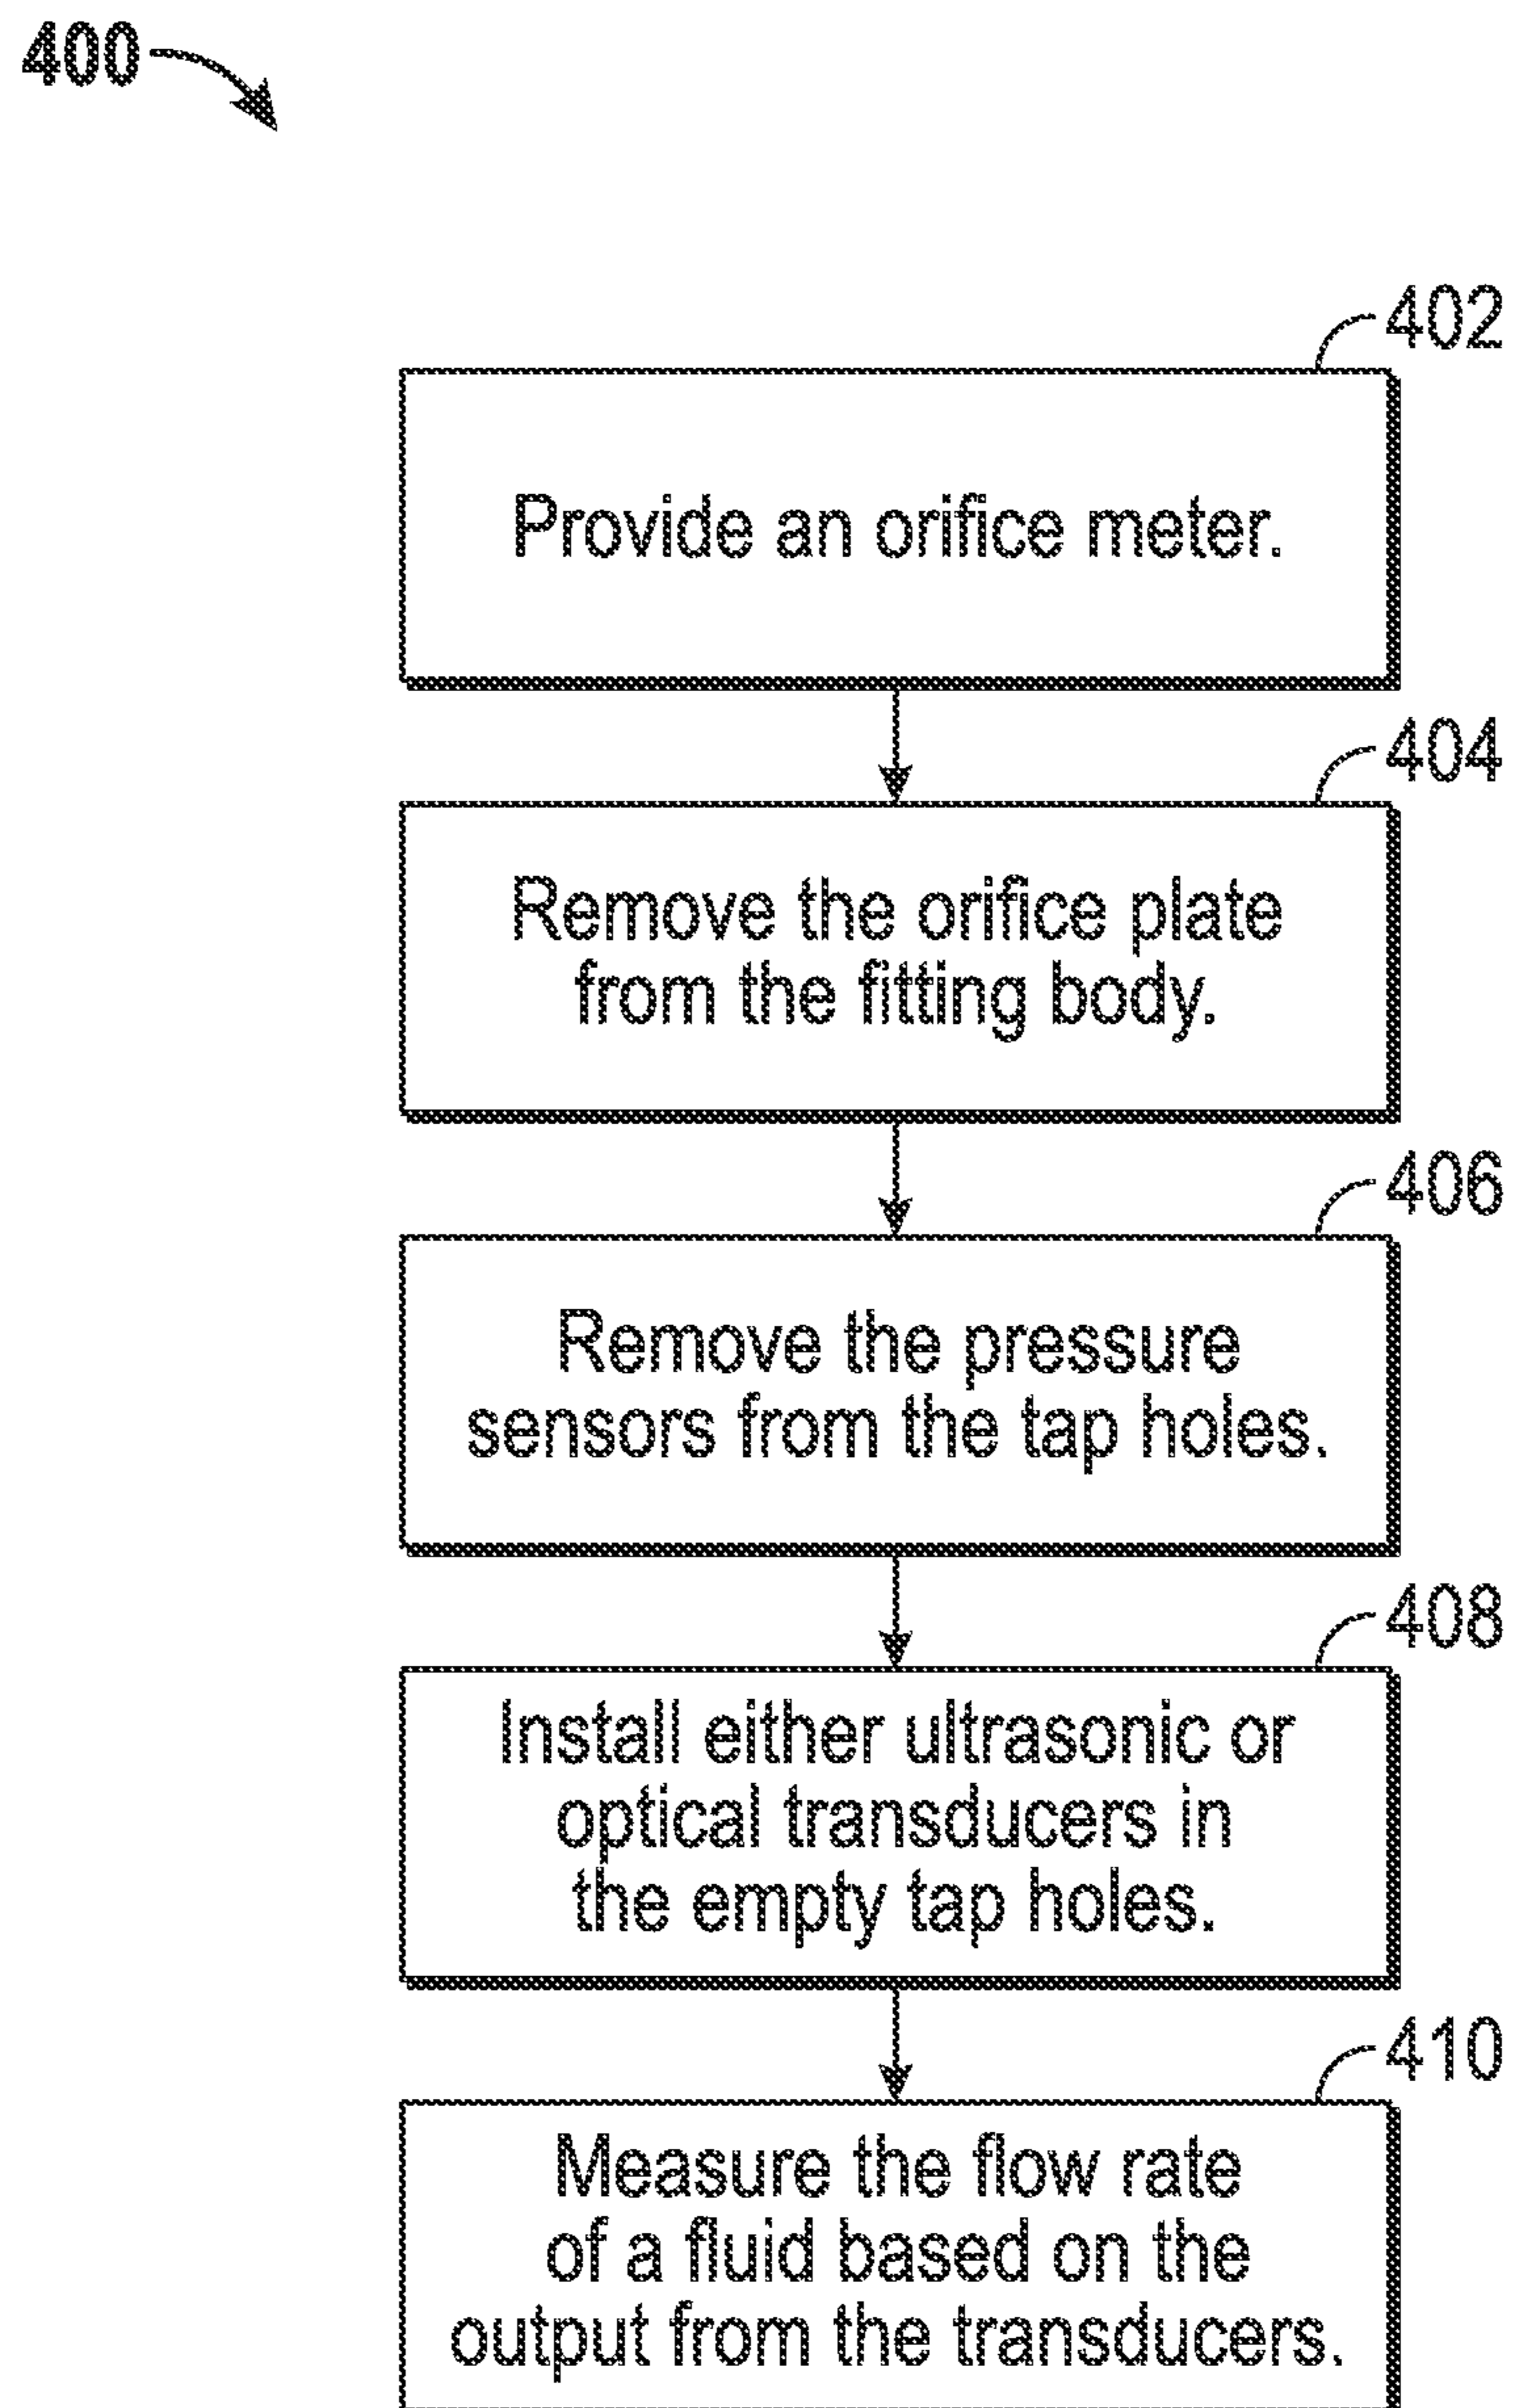 400
402
Provide an orifice meter.
404
Remove the orifice plate
from the fitting body.
406
Remove the pressure
sensors from the tap holes.
408
Install either ultrasonic or
optical transducers in
the empty tap holes.
410
Measure the flow rate
of a fluid based on the
output from the transducers.